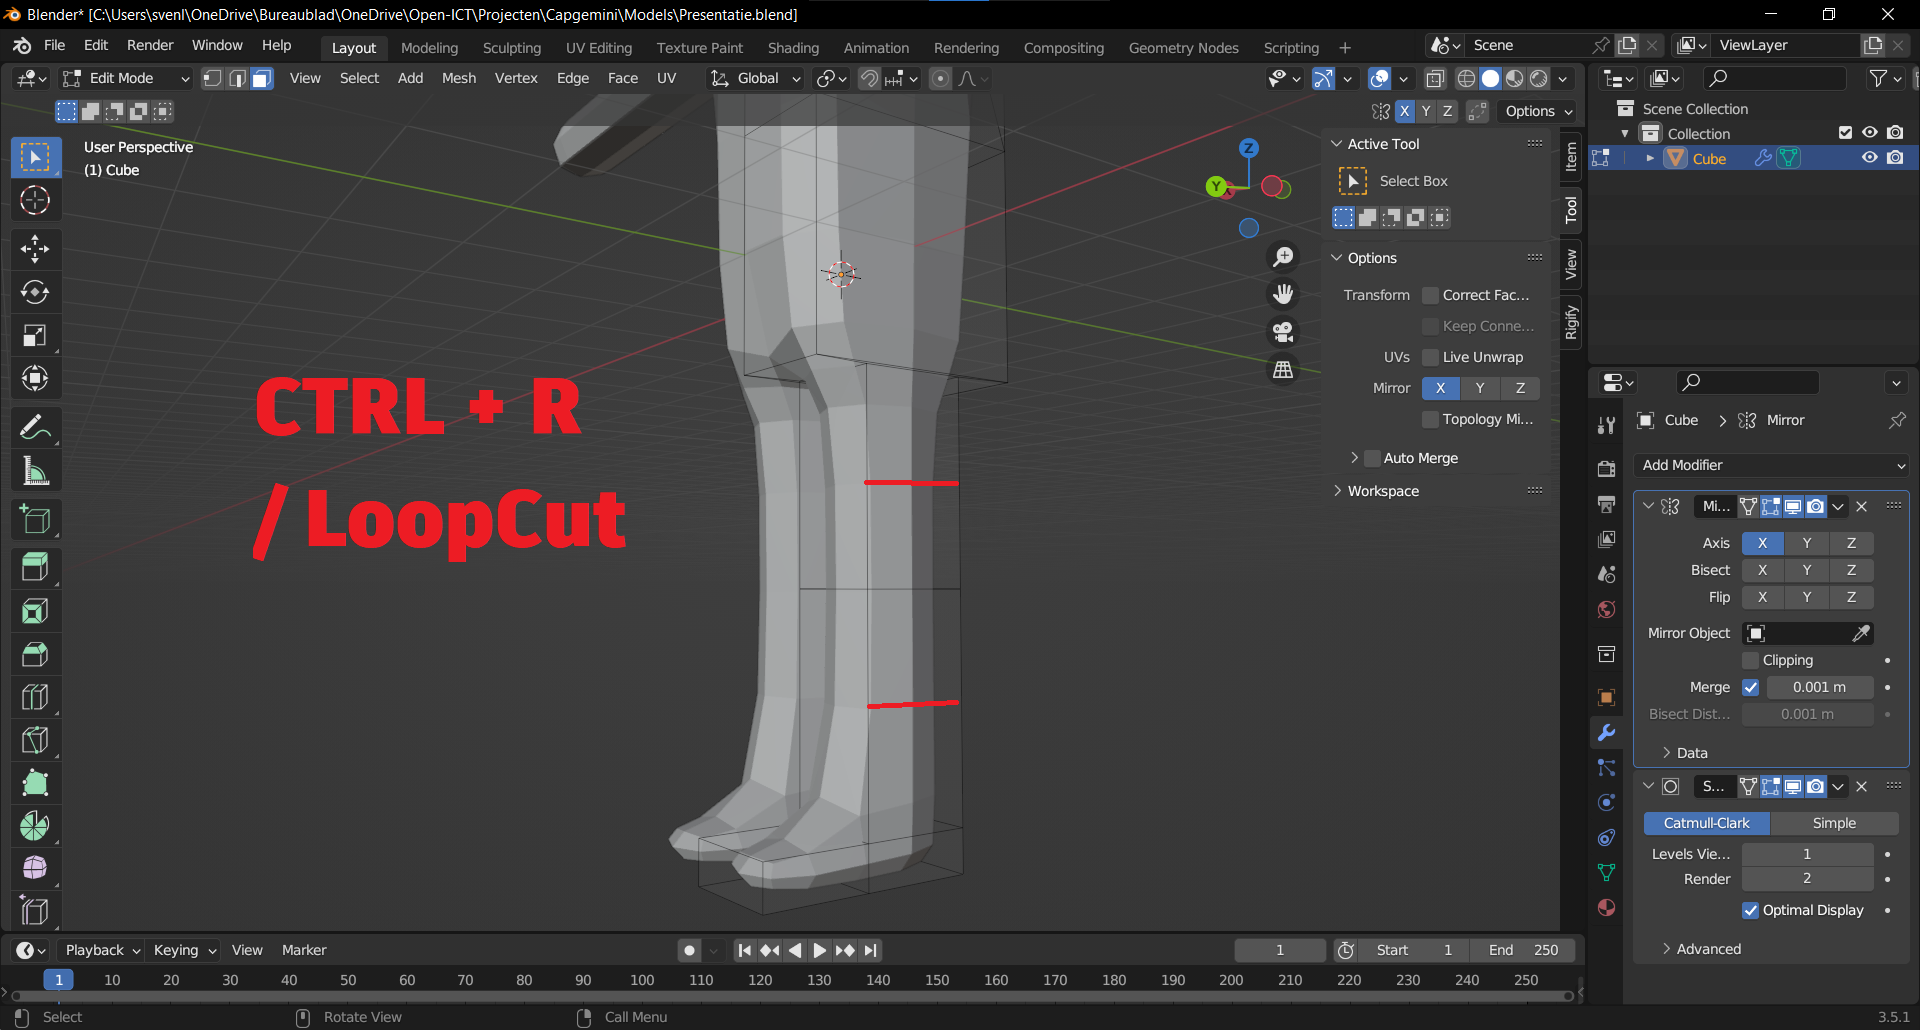 Blender* [C:\Users\svenl\OneDrive\Bureaublad\OneDrive\Open-ICT\Projecten\Capgemini\Models\Presentatie.blend]
File Edit Render Window Help Layout Modeling Sculpting UV Editing Texture Paint Shading Animation Rendering Compositing Geometry Nodes Scripting + Scene ViewLayer
Edit Mode View Select Add Mesh Vertex Edge Face UV Global
X Y Z Options
User Perspective
(1) Cube
CTRL + R
/ LoopCut
Z
Y
X
Active Tool
Select Box
Options
Transform Correct Fac...
Keep Conne...
UVs Live Unwrap
Mirror X Y Z
Topology Mi...
Auto Merge
Workspace
Item
Tool
View
Rigify
Scene Collection
Collection
Cube
Cube > Mirror
Add Modifier
Mi...
Axis X Y Z
Bisect X Y Z
Flip X Y Z
Mirror Object
Clipping
Merge 0.001 m
Bisect Dist... 0.001 m
Data
S...
Catmull-Clark Simple
Levels Vie... 1
Render 2
Optimal Display
Advanced
Playback Keying View Marker 1 Start 1 End 250
1 10 20 30 40 50 60 70 80 90 100 110 120 130 140 150 160 170 180 190 200 210 220 230 240 250
Select Rotate View Call Menu 3.5.1